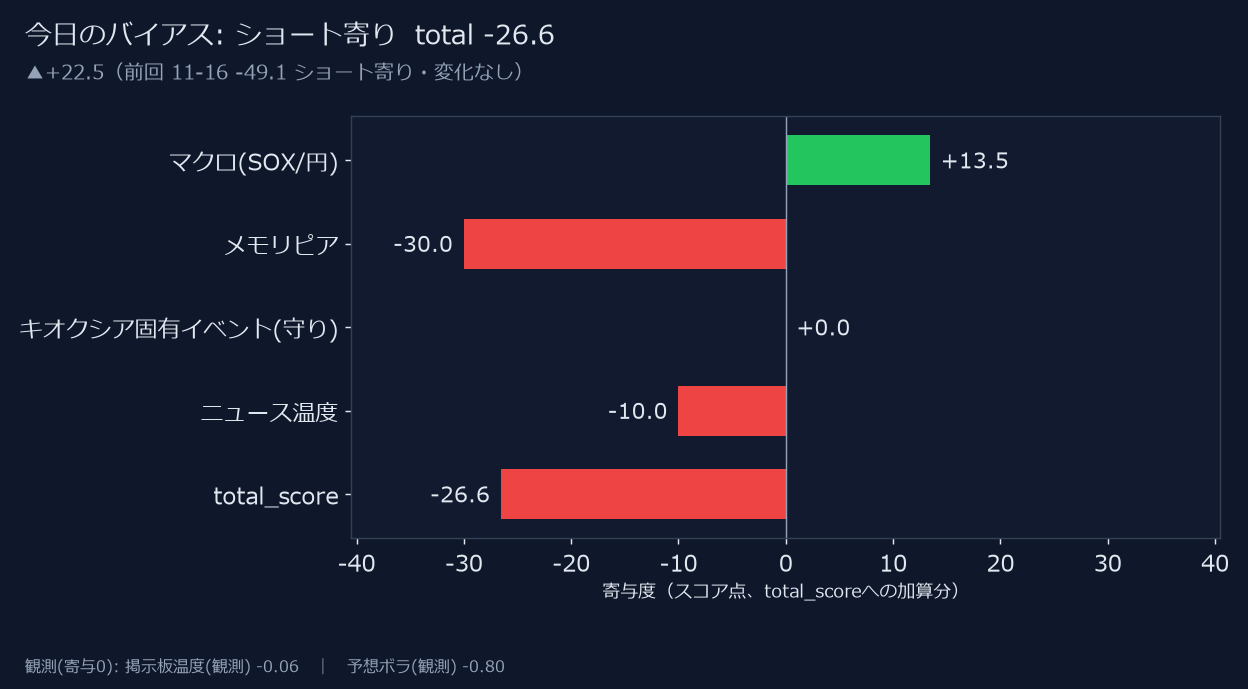 今日のバイアス: ショート寄り  total -26.6
▲+22.5（前回 11-16 -49.1 ショート寄り・変化なし）
マクロ(SOX/円)
+13.5
メモリピア
-30.0
キオクシア固有イベント(守り)
+0.0
ニュース温度
-10.0
total_score
-26.6
-40 -30 -20 -10 0 10 20 30 40
寄与度（スコア点、total_scoreへの加算分）
観測(寄与0): 掲示板温度(観測) -0.06 ｜ 予想ボラ(観測) -0.80